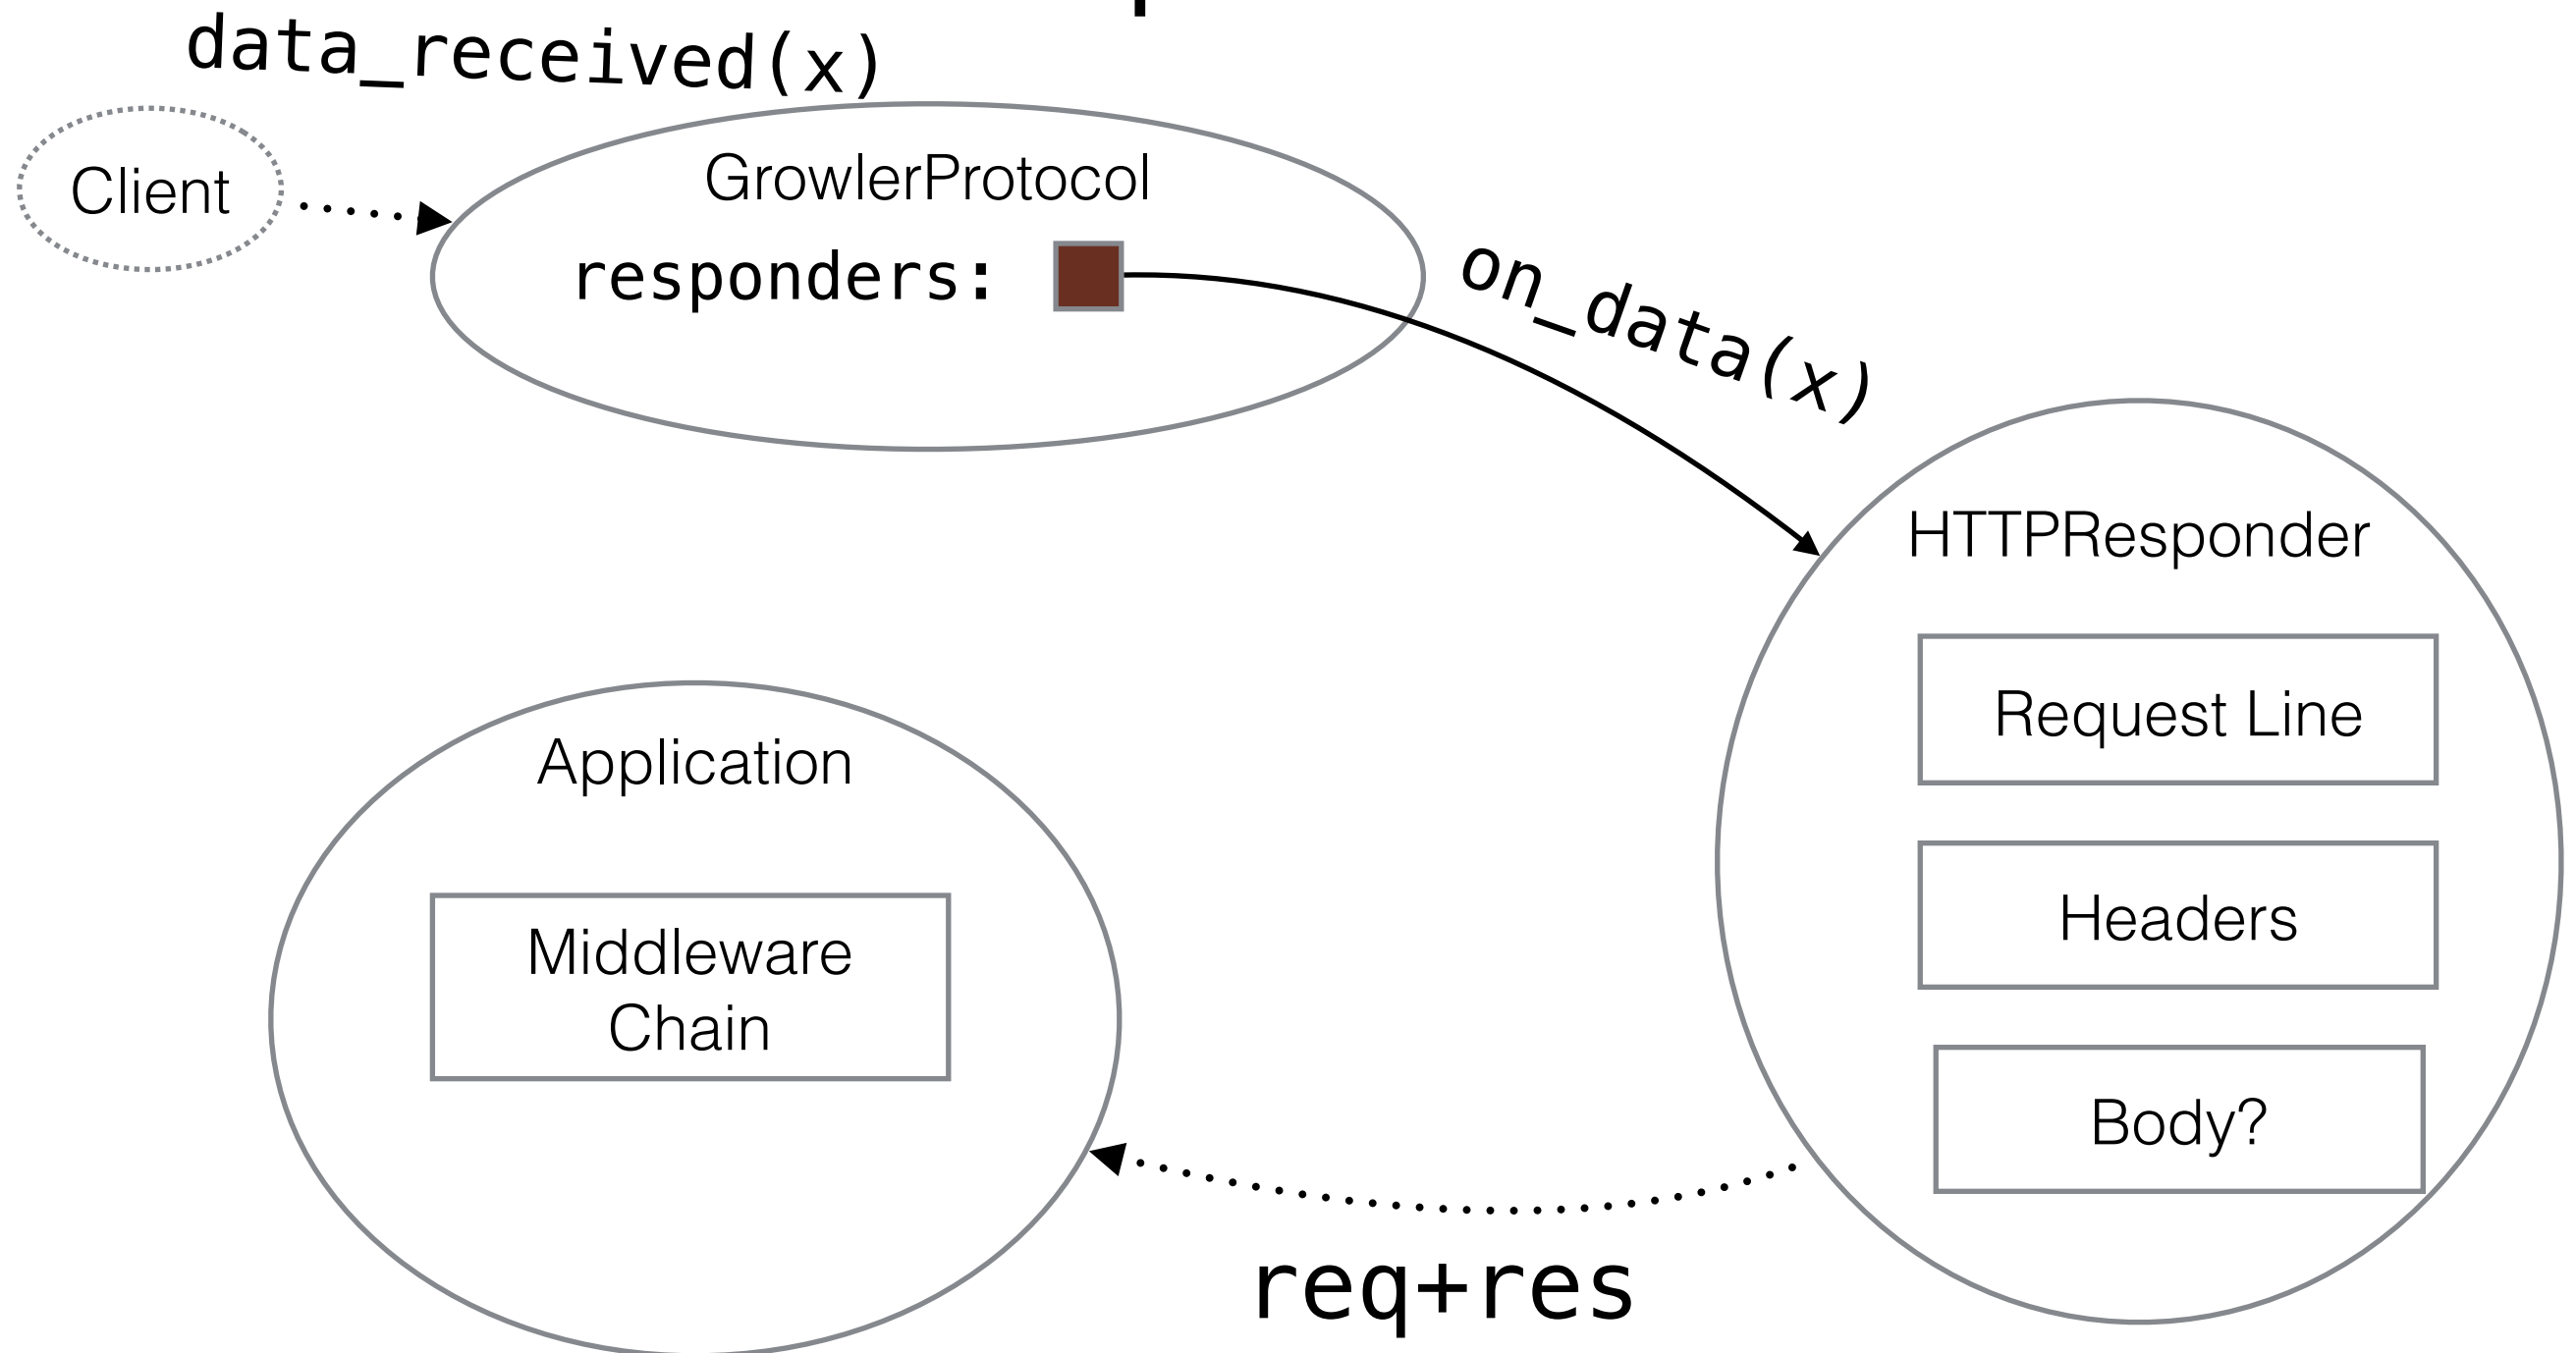 data_received(x)
Client
GrowlerProtocol
responders:
on_data(x)
HTTPResponder
Request Line
Headers
Body?
Application
Middleware
Chain
req+res